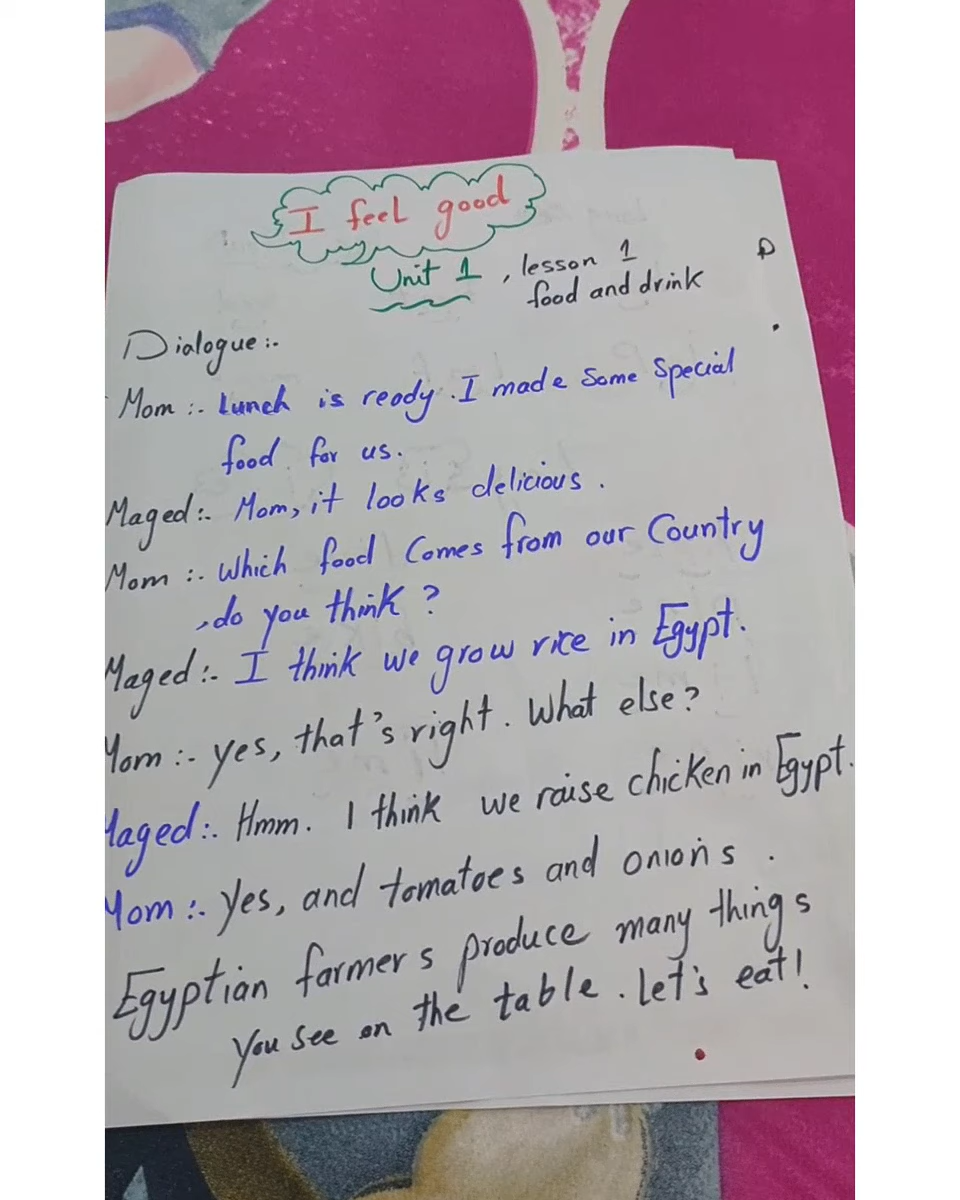 I feel good
Unit 1, lesson 1
food and drink
Dialogue:-
Mom:- Lunch is ready. I made Some Special
food for us.
Maged:- Mom, it looks delicious.
Mom:- Which food Comes from our Country
, do you think?
Maged:- I think we grow rice in Egypt.
Mom:- yes, that's right. What else?
Maged:- Hmm. I think we raise chicken in Egypt.
Mom:- Yes, and tomatoes and onions.
Egyptian farmers produce many things
You see on the table. Let's eat!